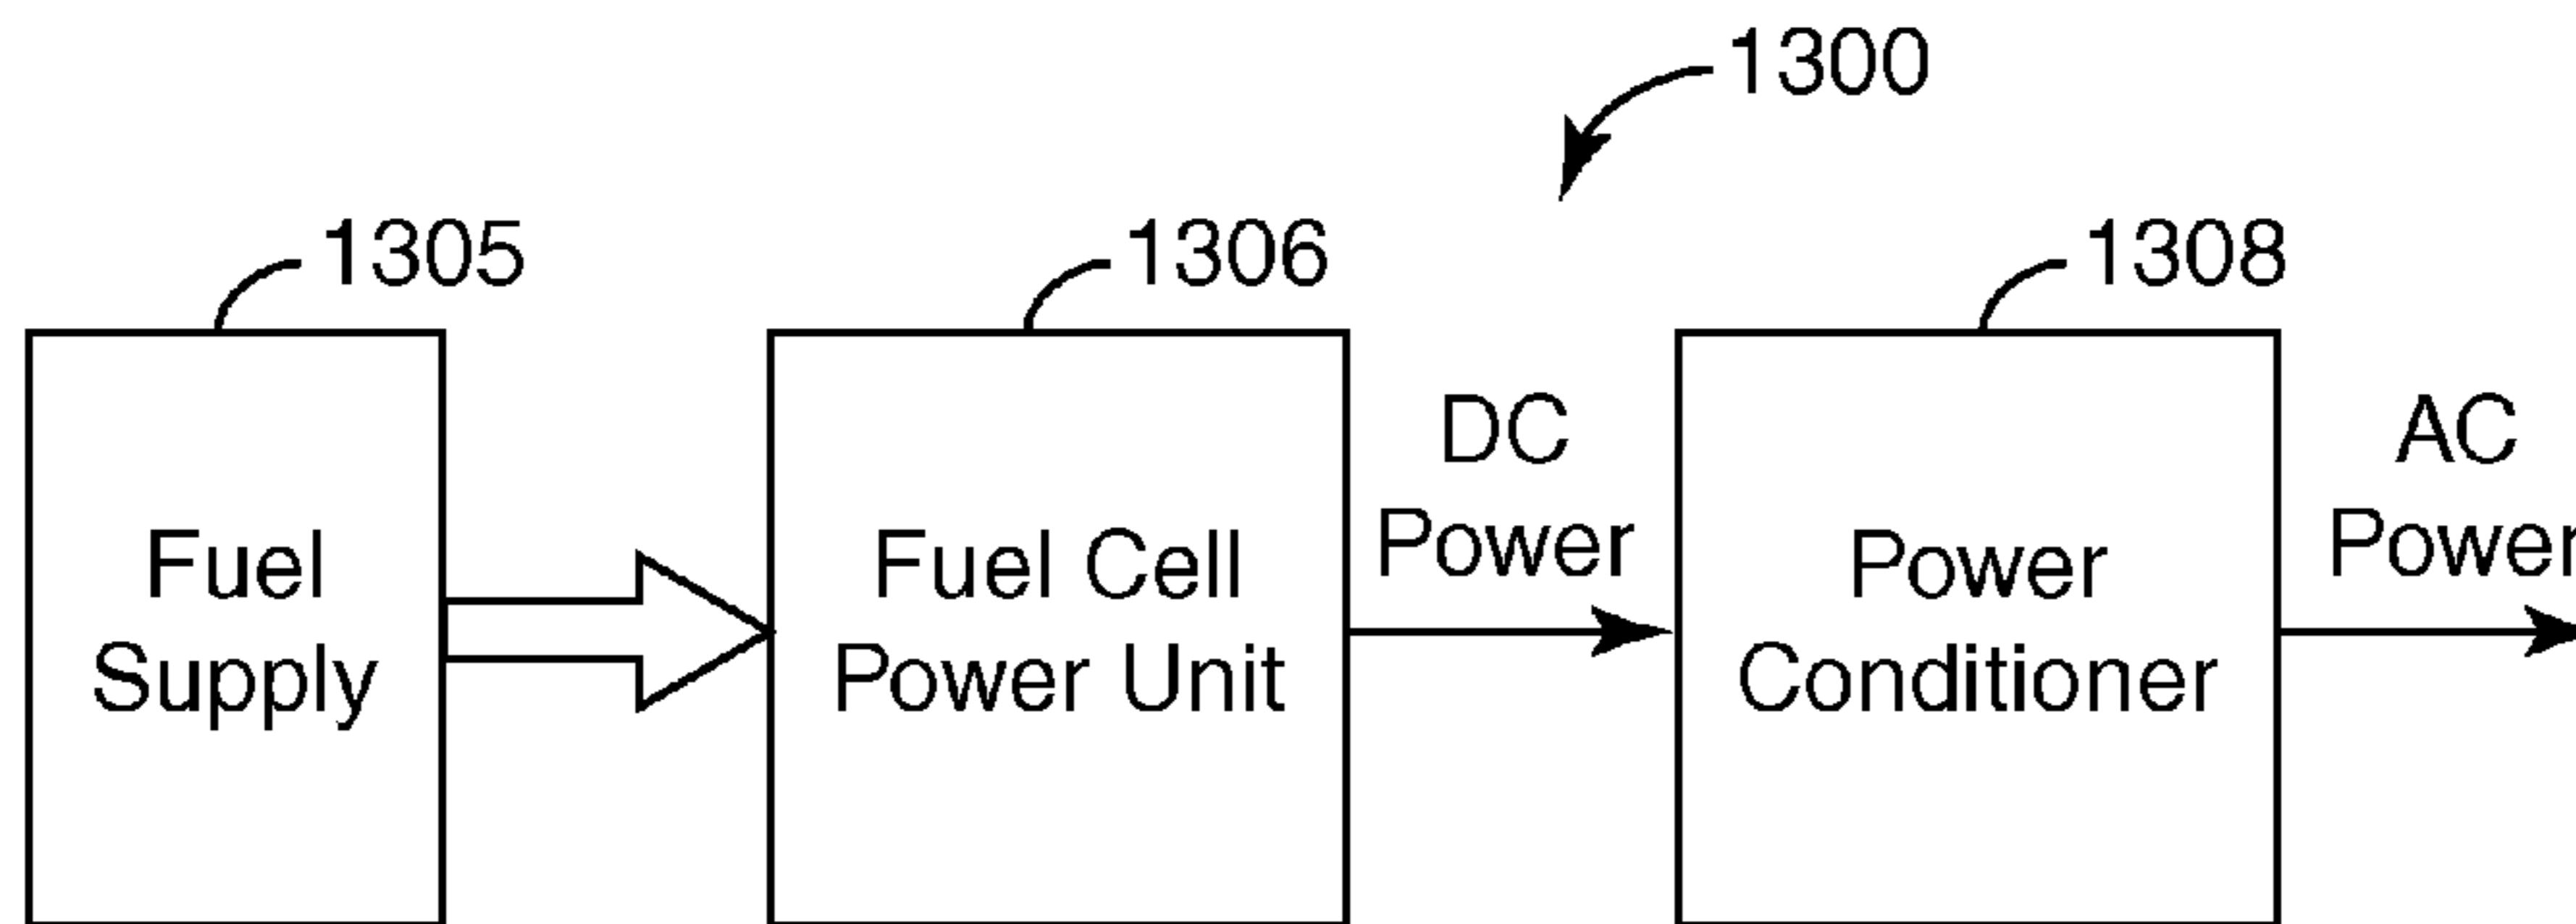 1300
1305
1306
1308
Fuel
Supply
Fuel Cell
Power Unit
DC
Power
Power
Conditioner
AC
Power